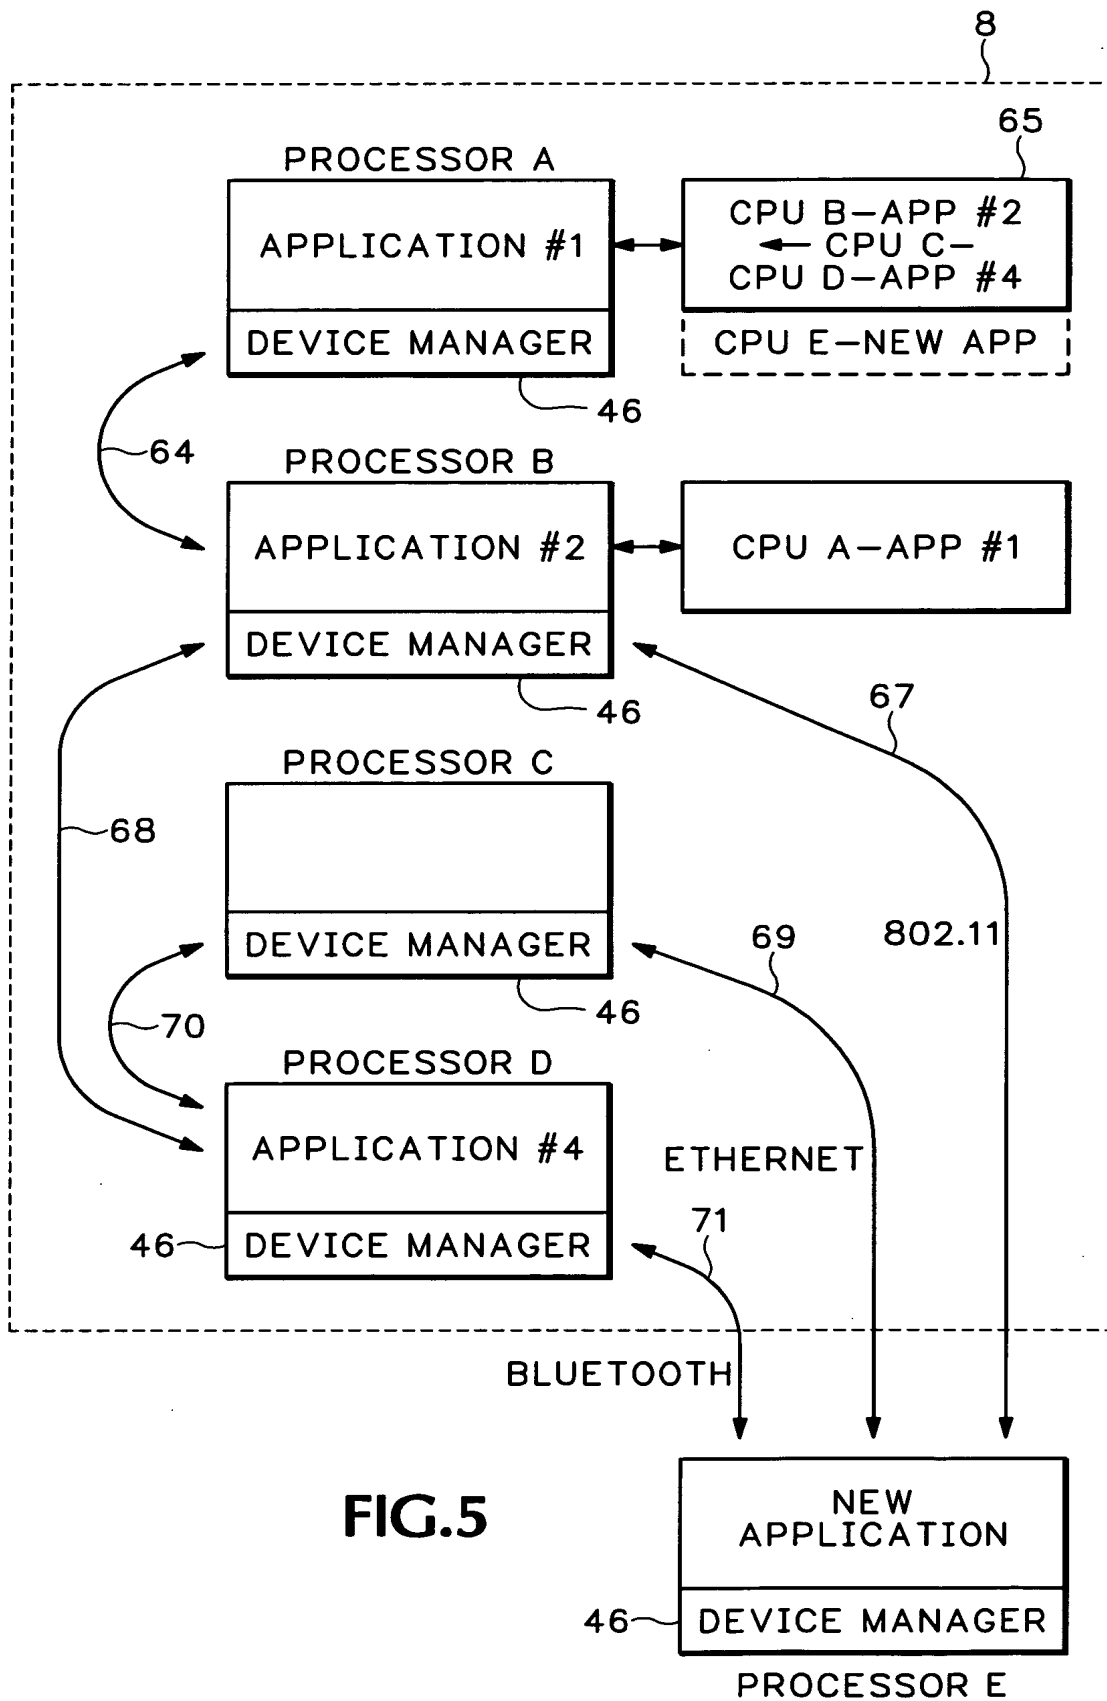 8
65
PROCESSOR A
APPLICATION #1
DEVICE MANAGER
46
CPU B-APP #2
← CPU C-
CPU D-APP #4
CPU E-NEW APP
64
PROCESSOR B
APPLICATION #2
DEVICE MANAGER
46
CPU A-APP #1
67
68
PROCESSOR C
DEVICE MANAGER
46
69
802.11
70
PROCESSOR D
APPLICATION #4
46
DEVICE MANAGER
ETHERNET
71
BLUETOOTH
FIG.5
NEW
APPLICATION
46
DEVICE MANAGER
PROCESSOR E